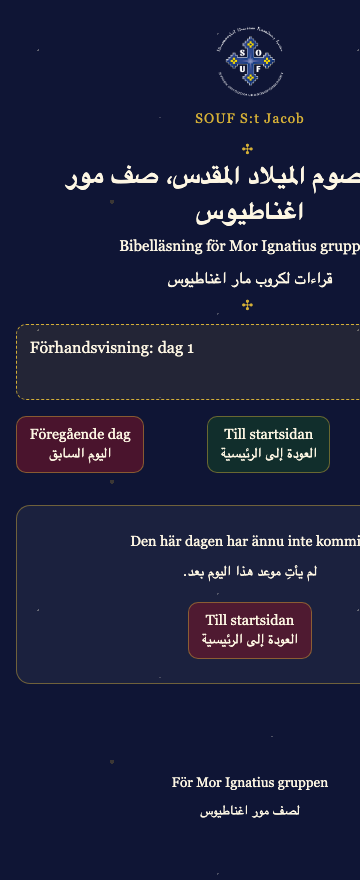 S O
U F
SOUF S:t Jacob
صوم الميلاد المقدس، صف مور
اغناطيوس
Bibelläsning för Mor Ignatius grupp
قراءات لكروب مار اغناطيوس
Förhandsvisning: dag 1
Föregående dag
اليوم السابق
Till startsidan
العودة إلى الرئيسية
Den här dagen har ännu inte kommi
لم يأتِ موعد هذا اليوم بعد.
Till startsidan
العودة إلى الرئيسية
För Mor Ignatius gruppen
لصف مور اغناطيوس